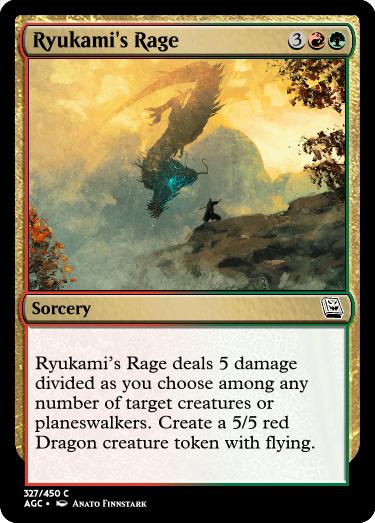 Ryukami's Rage 3
Sorcery
Ryukami's Rage deals 5 damage
divided as you choose among any
number of target creatures or
planeswalkers. Create a 5/5 red
Dragon creature token with flying.
327/450 C
AGC • Anato Finnstark